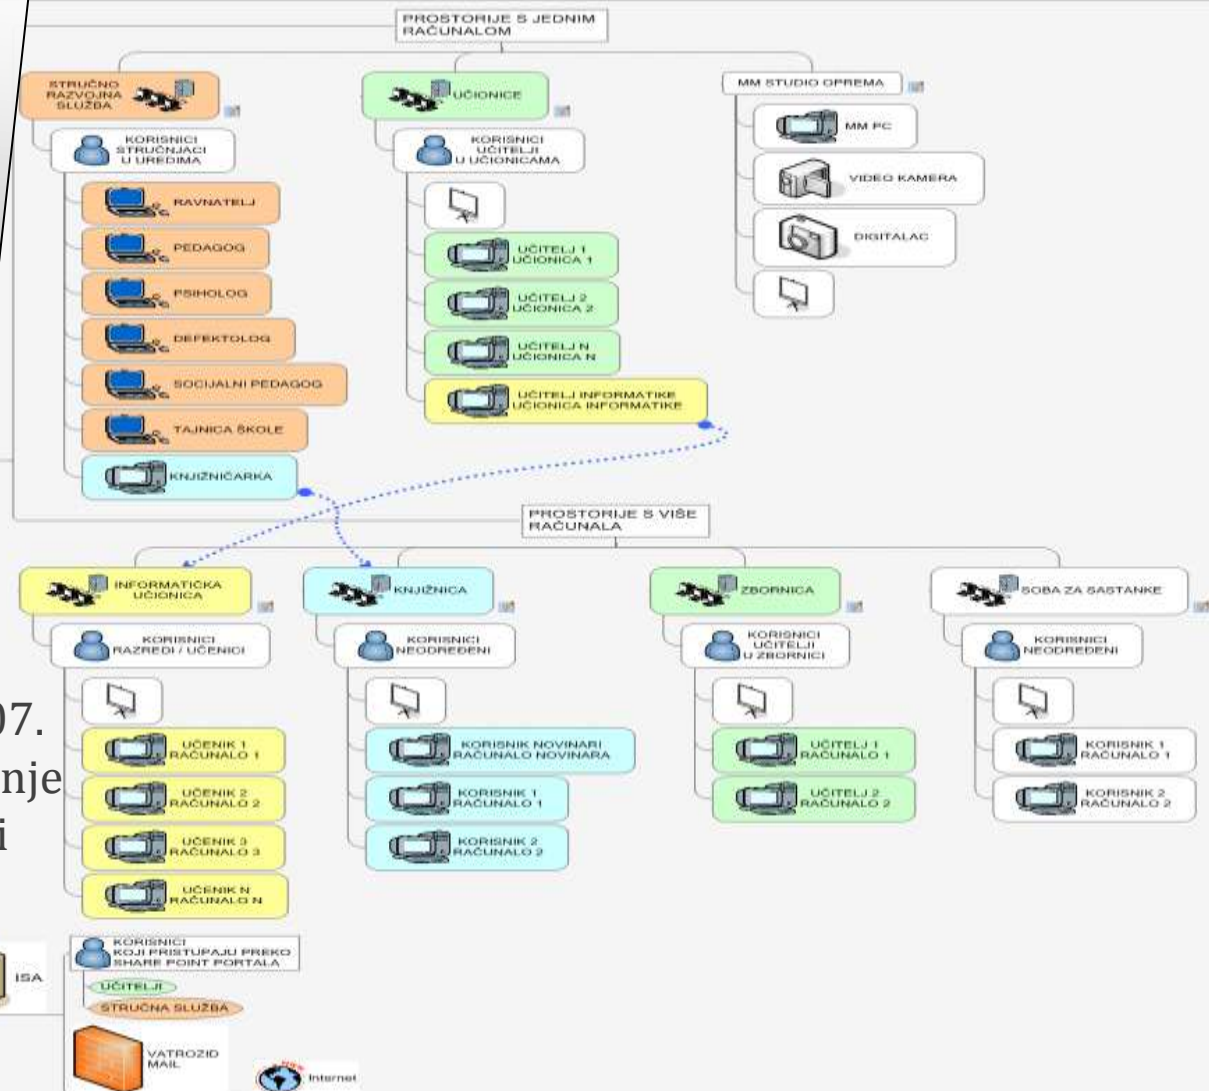 PROSTORIJE S JEDNIM
RAČUNALOM
STRUČNO
RAZVOJNA
SLUŽBA
KORISNICI
STRUČNJACI
U UREDIMA
RAVNATELJ
PEDAGOG
PSIHOLOG
DEFEKTOLOG
SOCIJALNI PEDAGOG
TAJNICA ŠKOLE
KNJIŽNIČARKA
UČIONICE
KORISNICI
UČITELJI
U UČIONICAMA
UČITELJ 1
UČIONICA 1
UČITELJ 2
UČIONICA 2
UČITELJ N
UČIONICA N
UČITELJ INFORMATIKE
UČIONICA INFORMATIKE
MM STUDIO OPREMA
MM PC
VIDEO KAMERA
DIGITALAC
PROSTORIJE S VIŠE
RAČUNALA
INFORMATIČKA
UČIONICA
KORISNICI
RAZREDI / UČENICI
UČENIK 1
RAČUNALO 1
UČENIK 2
RAČUNALO 2
UČENIK 3
RAČUNALO 3
UČENIK N
RAČUNALO N
KNJIŽNICA
KORISNICI
NEODREĐENI
KORISNIK NOVINARI
RAČUNALO NOVINARA
KORISNIK 1
RAČUNALO 1
KORISNIK 2
RAČUNALO 2
ZBORNICA
KORISNICI
UČITELJI
U ZBORNICI
UČITELJ 1
RAČUNALO 1
UČITELJ 2
RAČUNALO 2
SOBA ZA SASTANKE
KORISNICI
NEODREĐENI
KORISNIK 1
RAČUNALO 1
KORISNIK 2
RAČUNALO 2
07.
nje
i
ISA
KORISNICI
KOJI PRISTUPAJU PREKO
SHARE POINT PORTALA
UČITELJI
STRUČNA SLUŽBA
VATROZID
MAIL
Internet